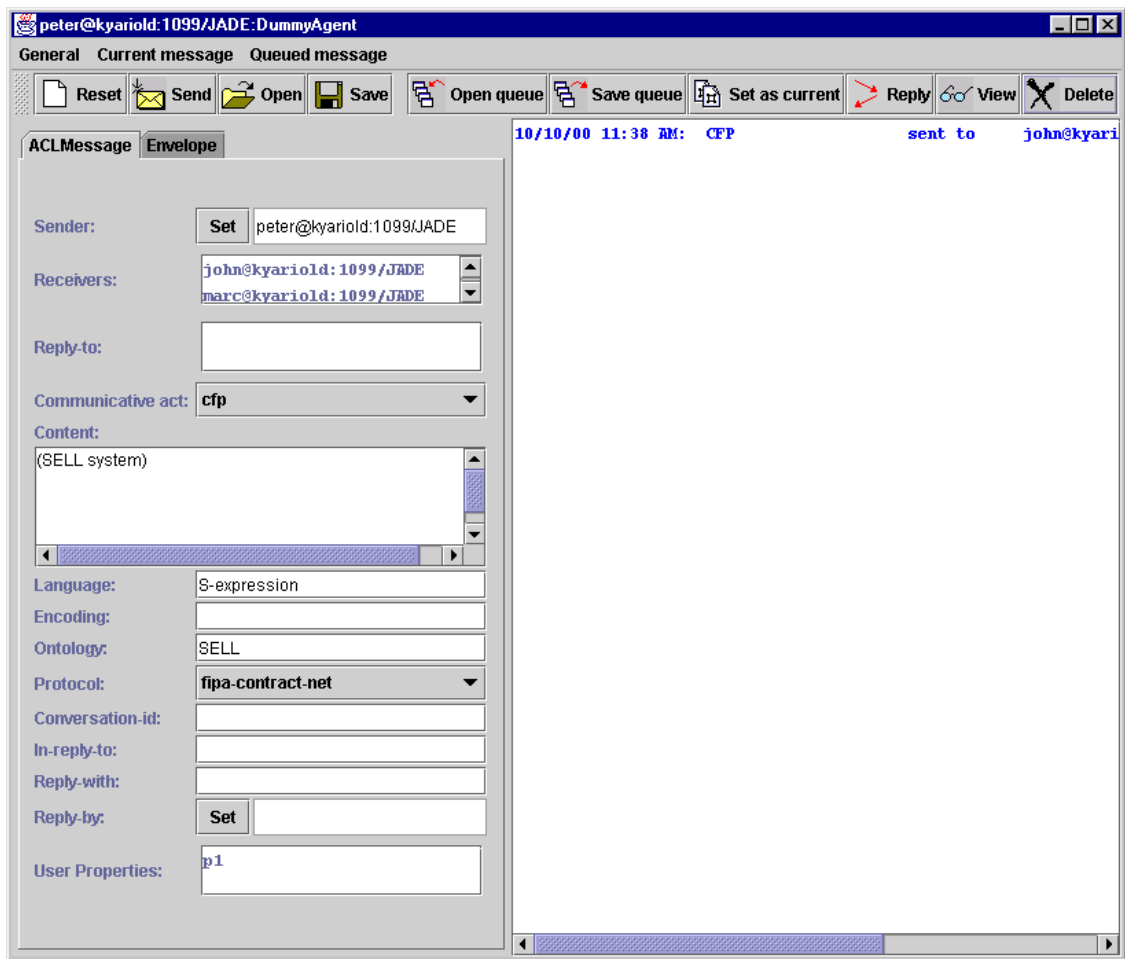 peter@kyariold:1099/JADE:DummyAgent
General Current message Queued message
Reset Send Open Save Open queue Save queue Set as current Reply View Delete
ACLMessage Envelope
10/10/00 11:38 AM: CFP sent to john@kyari
Sender: Set peter@kyariold:1099/JADE
Receivers: john@kyariold:1099/JADE
marc@kyariold:1099/JADE
Reply-to:
Communicative act: cfp
Content:
(SELL system)
Language: S-expression
Encoding:
Ontology: SELL
Protocol: fipa-contract-net
Conversation-id:
In-reply-to:
Reply-with:
Reply-by: Set
User Properties: p1